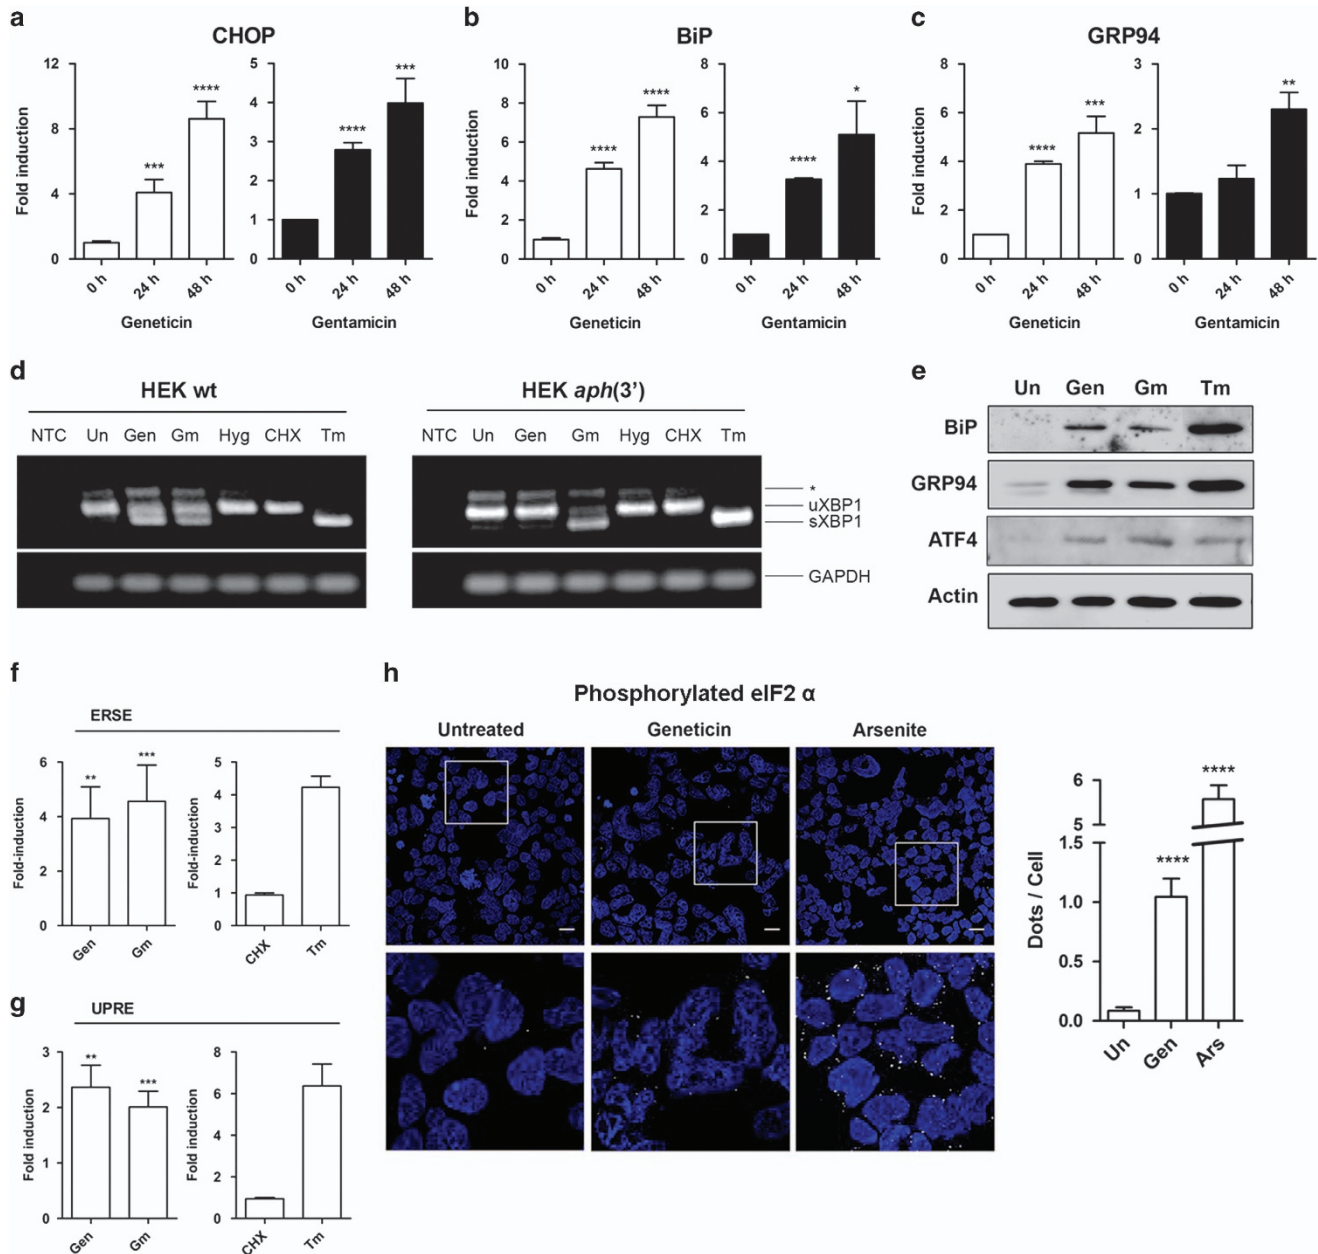 a
CHOP
Fold induction
12
8
4
0
****
***
0 h
24 h
48 h
Geneticin
5
4
3
2
1
0
***
****
0 h
24 h
48 h
Gentamicin
b
BiP
Fold induction
10
8
6
4
2
0
****
****
0 h
24 h
48 h
Geneticin
8
6
4
2
0
*
****
0 h
24 h
48 h
Gentamicin
c
GRP94
Fold induction
8
6
4
2
0
***
****
0 h
24 h
48 h
Geneticin
3
2
1
0
**
0 h
24 h
48 h
Gentamicin
d
HEK wt
NTC Un Gen Gm Hyg CHX Tm
HEK aph(3')
NTC Un Gen Gm Hyg CHX Tm
*
uXBP1
sXBP1
GAPDH
e
Un Gen Gm Tm
BiP
GRP94
ATF4
Actin
f
ERSE
Fold-induction
6
4
2
0
**
***
Gen
Gm
Fold-induction
5
4
3
2
1
0
CHX
Tm
g
UPRE
Fold induction
3
2
1
0
**
***
Gen
Gm
Fold induction
8
6
4
2
0
CHX
Tm
h
Phosphorylated eIF2 α
Untreated Geneticin Arsenite
Dots / Cell
6
5
1.5
1.0
0.5
0.0
****
****
Un
Gen
Ars